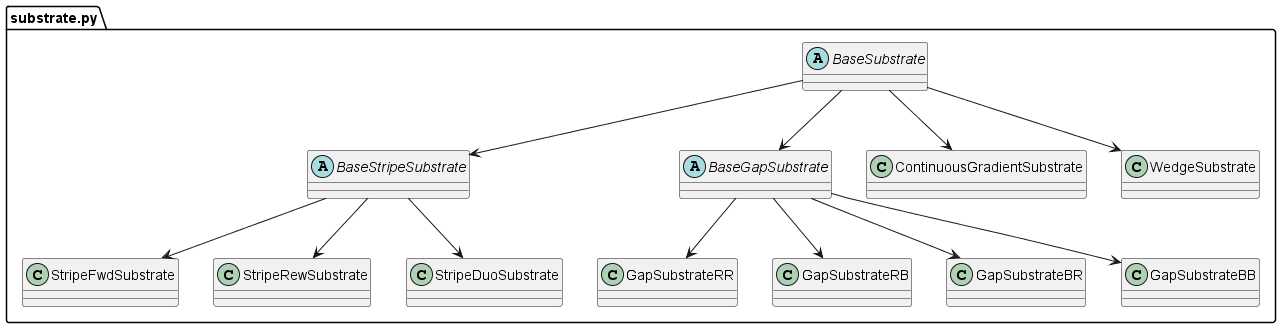 substrate.py
A BaseSubstrate
A BaseStripeSubstrate
A BaseGapSubstrate
C ContinuousGradientSubstrate
C WedgeSubstrate
C StripeFwdSubstrate
C StripeRewSubstrate
C StripeDuoSubstrate
C GapSubstrateRR
C GapSubstrateRB
C GapSubstrateBR
C GapSubstrateBB